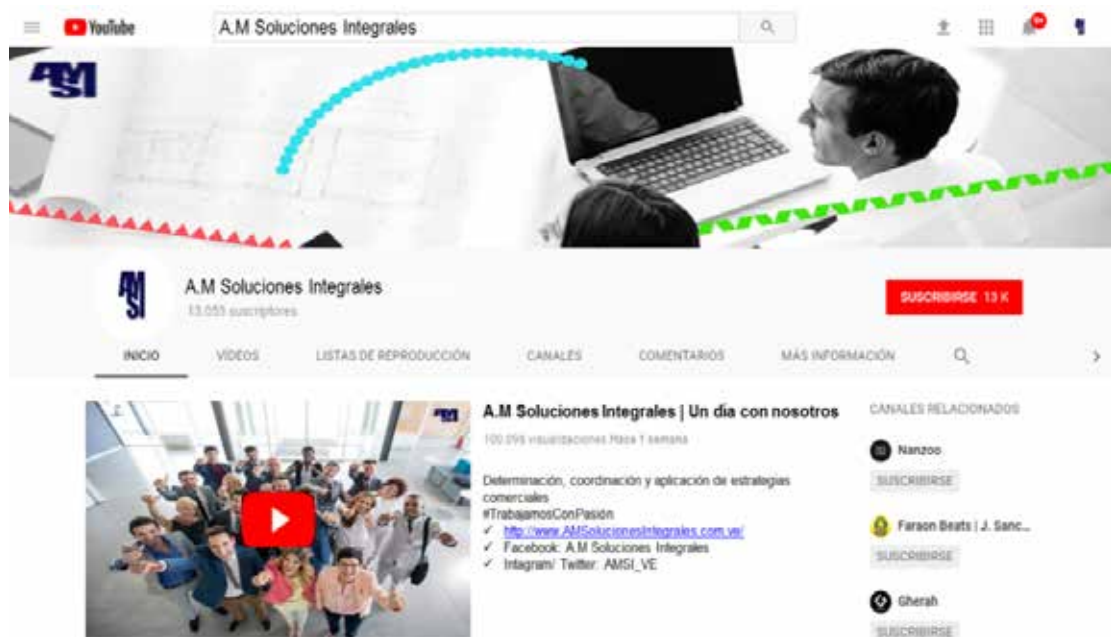 YouTube
A.M Soluciones Integrales
9+
AMSI
AMSI
A.M Soluciones Integrales
13.055 suscriptores
SUSCRIBIRSE 13 K
INICIO VÍDEOS LISTAS DE REPRODUCCIÓN CANALES COMENTARIOS MÁS INFORMACIÓN
A.M Soluciones Integrales | Un día con nosotros
visualizaciones Hace 1 semana
Determinación, coordinación y aplicación de estrategias
comerciales
#TrabajamosConPasión
✓ http://www.AMSolucionesIntegrales.com.ve/
✓ Facebook: A.M Soluciones Integrales
✓ Intagram/ Twitter: AMSI_VE
CANALES RELACIONADOS
Nanzoo
SUSCRIBIRSE
Faraon Beats | J. Sanc...
SUSCRIBIRSE
Gherah
SUSCRIBIRSE